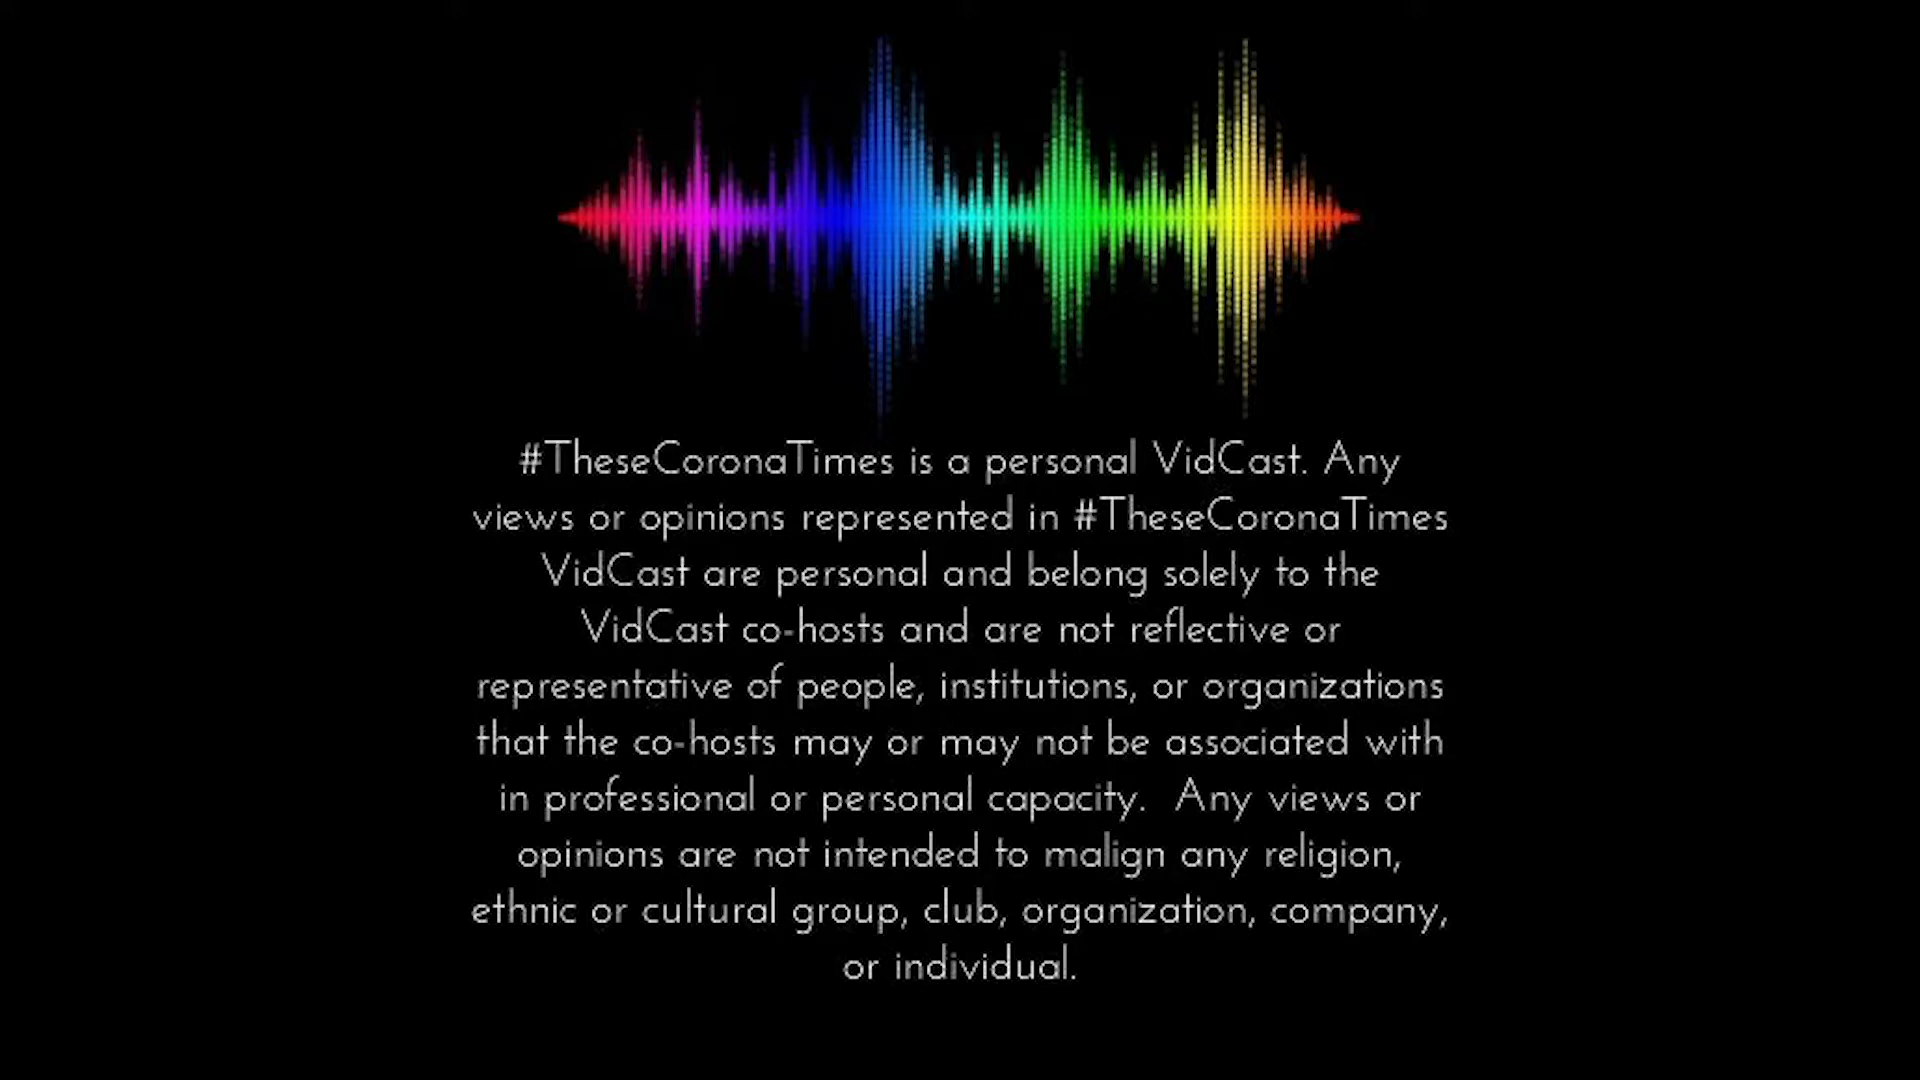 #TheseCoronaTimes is a personal VidCast. Any
views or opinions represented in #TheseCoronaTimes
VidCast are personal and belong solely to the
VidCast co-hosts and are not reflective or
representative of people, institutions, or organizations
that the co-hosts may or may not be associated with
in professional or personal capacity.  Any views or
opinions are not intended to malign any religion,
ethnic or cultural group, club, organization, company,
or individual.